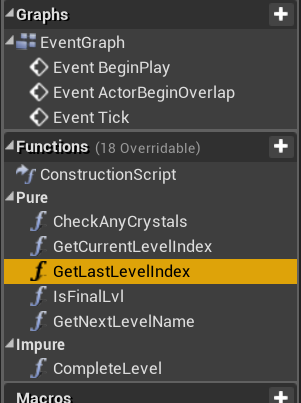 Graphs
EventGraph
Event BeginPlay
Event ActorBeginOverlap
Event Tick
Functions (18 Overridable)
ConstructionScript
Pure
CheckAnyCrystals
GetCurrentLevelIndex
GetLastLevelIndex
IsFinalLvl
GetNextLevelName
Impure
CompleteLevel
Macros